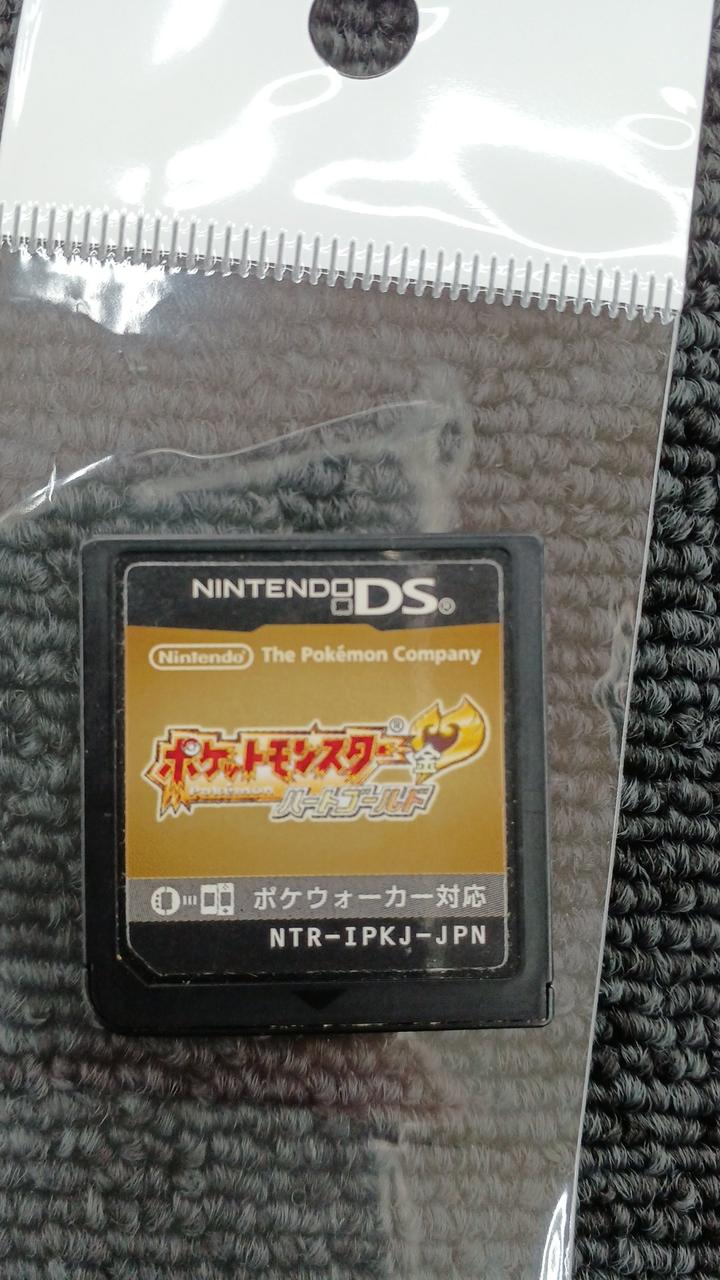 NINTENDO DS®
Nintendo® The Pokémon Company
ポケットモンスター®
金
Pokémon
ハートゴールド
ポケウォーカー対応
NTR-IPKJ-JPN